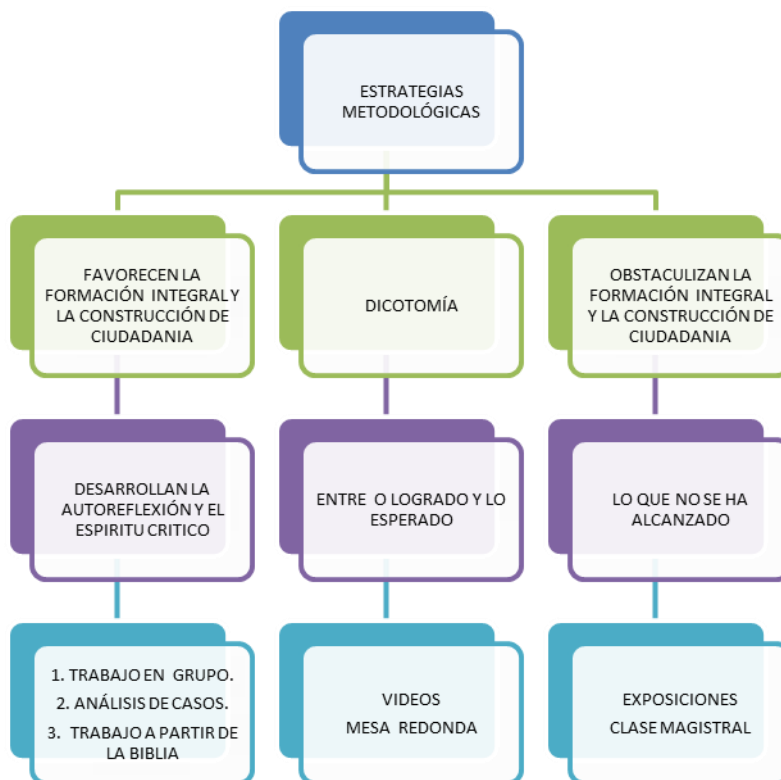 ESTRATEGIAS
METODOLÓGICAS
FAVORECEN LA
FORMACIÓN INTEGRAL Y
LA CONSTRUCCIÓN DE
CIUDADANIA
DICOTOMÍA
OBSTACULIZAN LA
FORMACIÓN INTEGRAL
Y LA CONSTRUCCIÓN DE
CIUDADANIA
DESARROLLAN LA
AUTOREFLEXIÓN Y EL
ESPIRITU CRITICO
ENTRE O LOGRADO Y LO
ESPERADO
LO QUE NO SE HA
ALCANZADO
1. TRABAJO EN GRUPO.
2. ANÁLISIS DE CASOS.
3. TRABAJO A PARTIR DE
LA BIBLIA
VIDEOS
MESA REDONDA
EXPOSICIONES
CLASE MAGISTRAL